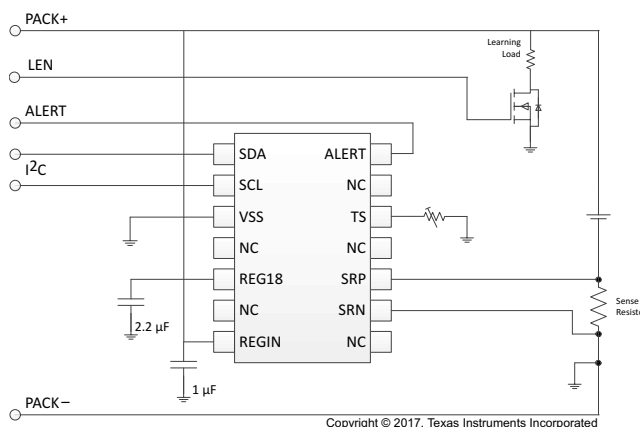 PACK+
Learning
Load
LEN
ALERT
SDA
ALERT
I²C
SCL
NC
VSS
TS
NC
NC
REG18
SRP
NC
SRN
Sense
2.2 µF
REGIN
NC
1 µF
PACK−
Copyright © 2017, Texas Instruments Incorporated